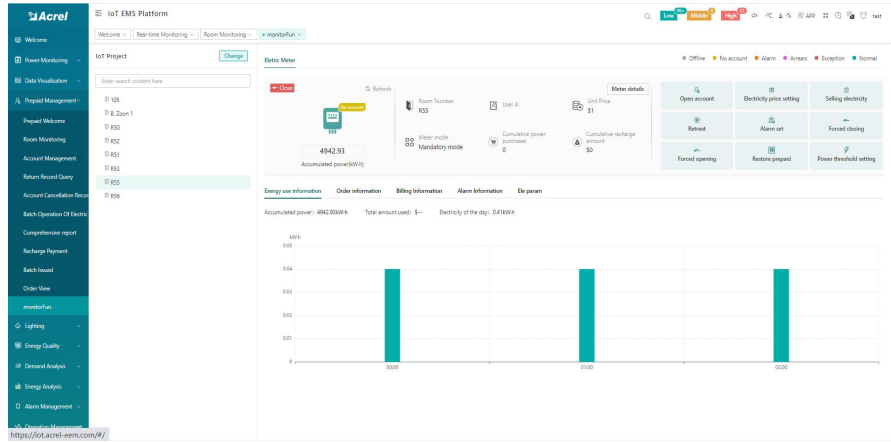 Acrel
IoT EMS Platform
Low
Middle
High
APP
test
Welcome
Real-time Monitoring
Room Monitoring
monitorFun
Welcome
Power Monitoring
Data Visualization
Prepaid Management
Prepaid Welcome
Room Monitoring
Account Management
Return Record Query
Account Cancellation Recor
Batch Operation Of Electric
Comprehensive report
Recharge Payment
Batch Issued
Order View
monitorFun
Lighting
Energy Quality
Demand Analysis
Energy Analysis
Alarm Management
Operation Management
https://iot.acrel-eem.com/#/
IoT Project
Change
Enter search content here
105
B. Zoon 1
R50
R52
R51
R53
R55
R56
Eletric Meter
Offline No account Alarm Arrears Exception Normal
Close
Refresh
No account
4942.93
Accumulated power(kW·h)
Meter details
Room Number
R55
User A
Unit Price
$1
Meter mode
Mandatory mode
Cumulative power purchases
0
Cumulative recharge amount
$0
Open account
Electricity price setting
Selling electricity
Retreat
Alarm set
Forced closing
Forced opening
Restore prepaid
Power threshold setting
Energy use information
Order information
Billing Information
Alarm Information
Ele param
Accumulated power: 4942.93kW·h Total amount used: $-- Electricity of the day: 0.41kW·h
kW·h
0.05
0.04
0.03
0.02
0.01
0
00:00
01:00
02:00